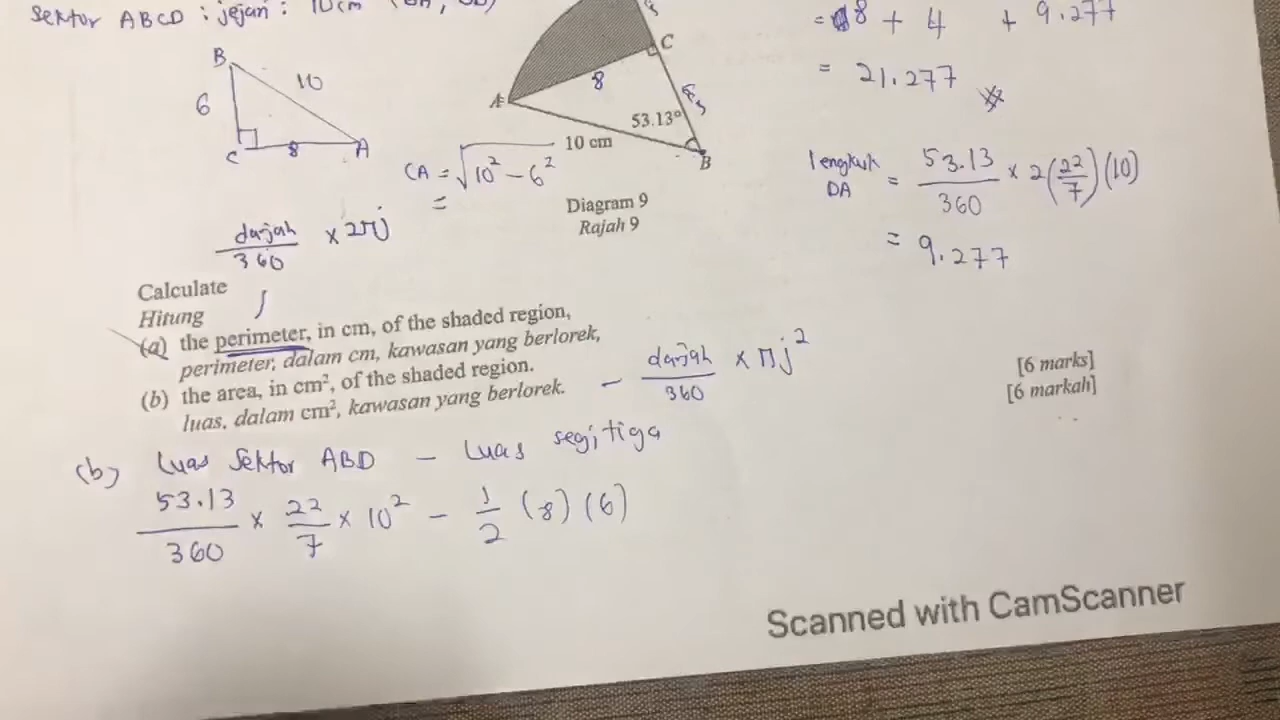 Sektor ABCD : jejari : 10cm
= 8 + 4 + 9.277
= 21.277
B
10
6
C
8
A
A
8
C
53.13°
10 cm
B
Diagram 9
Rajah 9
CA = √10² − 6²
=
lengkuk DA = 53.13/360 × 2(22/7)(10)
= 9.277
darjah/360 × 2πj
Calculate
Hitung
(a) the perimeter, in cm, of the shaded region,
perimeter, dalam cm, kawasan yang berlorek,
(b) the area, in cm², of the shaded region.
luas, dalam cm², kawasan yang berlorek.
− darjah/360 × πj²
[6 marks]
[6 markah]
(b) Luas Sektor ABD − Luas segitiga
53.13/360 × 22/7 × 10² − 1/2 (8)(6)
Scanned with CamScanner